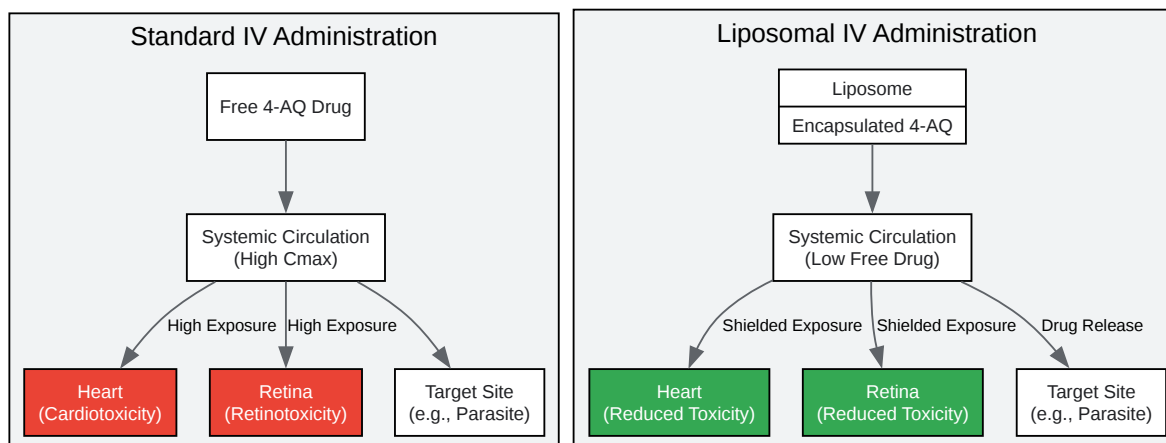 Standard IV Administration
Free 4-AQ Drug
Systemic Circulation
(High Cmax)
High Exposure
High Exposure
Heart
(Cardiotoxicity)
Retina
(Retinotoxicity)
Target Site
(e.g., Parasite)
Liposomal IV Administration
Liposome
Encapsulated 4-AQ
Systemic Circulation
(Low Free Drug)
Shielded Exposure
Shielded Exposure
Drug Release
Heart
(Reduced Toxicity)
Retina
(Reduced Toxicity)
Target Site
(e.g., Parasite)